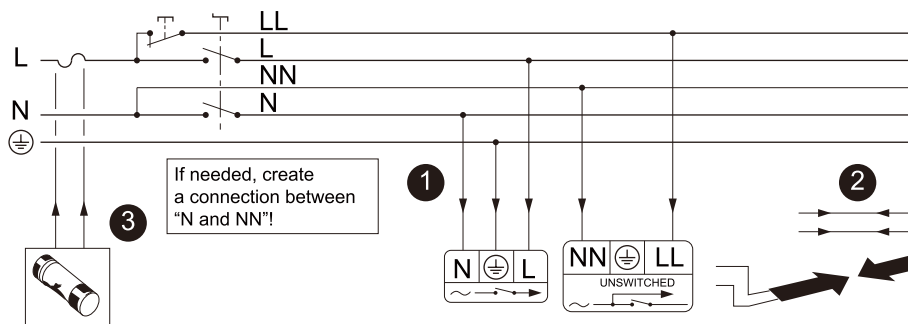 LL
L
L
NN
N
N
If needed, create
a connection between
“N and NN”!
1
2
3
N
L
NN
LL
UNSWITCHED